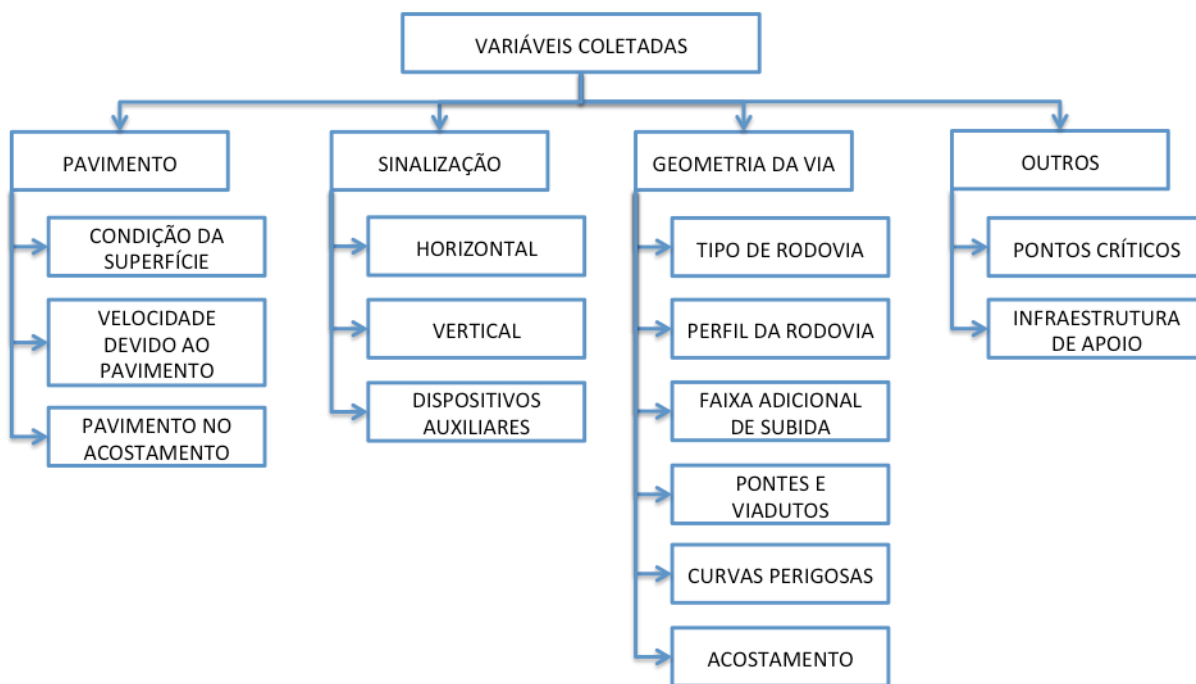 VARIÁVEIS COLETADAS
PAVIMENTO
CONDIÇÃO DA
SUPERFÍCIE
VELOCIDADE
DEVIDO AO
PAVIMENTO
PAVIMENTO NO
ACOSTAMENTO
SINALIZAÇÃO
HORIZONTAL
VERTICAL
DISPOSITIVOS
AUXILIARES
GEOMETRIA DA VIA
TIPO DE RODOVIA
PERFIL DA RODOVIA
FAIXA ADICIONAL
DE SUBIDA
PONTES E
VIADUTOS
CURVAS PERIGOSAS
ACOSTAMENTO
OUTROS
PONTOS CRÍTICOS
INFRAESTRUTURA
DE APOIO